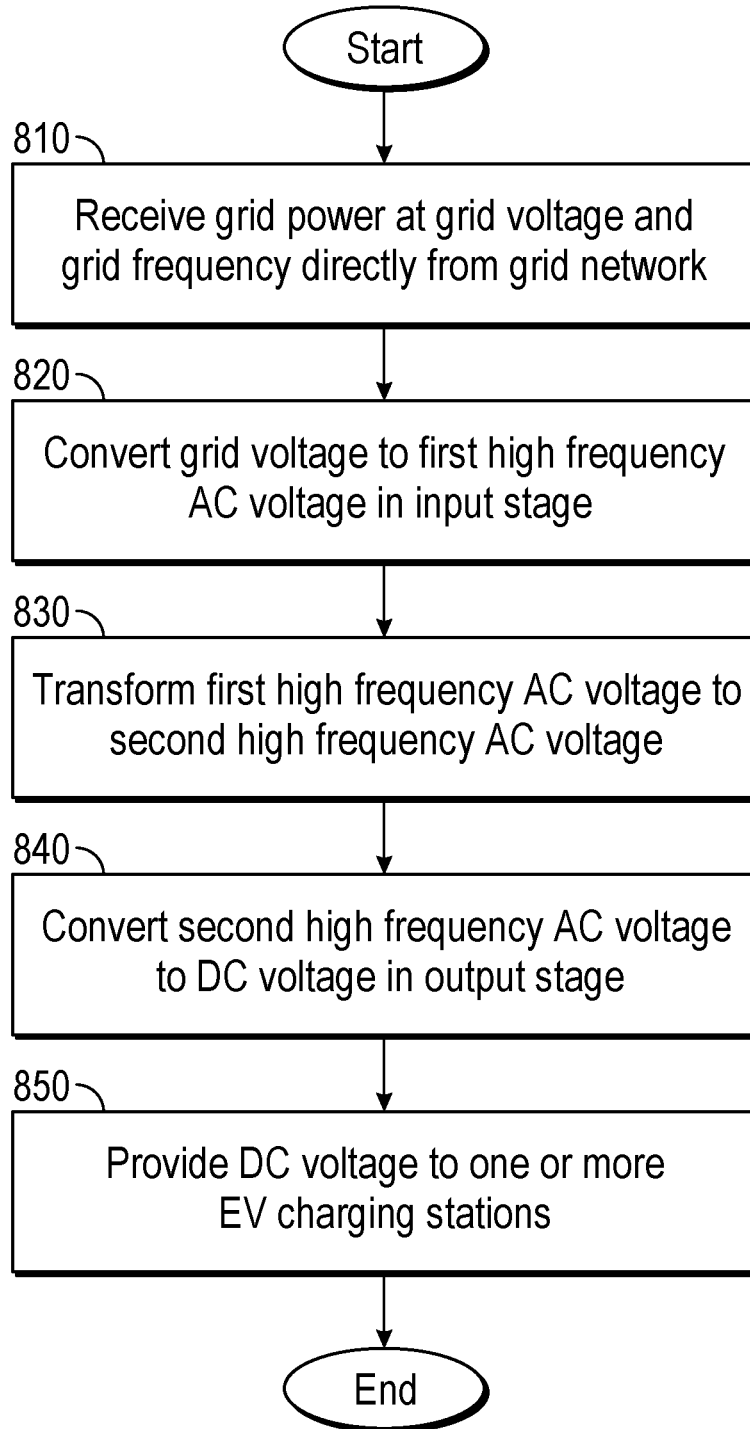 Start
810
Receive grid power at grid voltage and
grid frequency directly from grid network
820
Convert grid voltage to first high frequency
AC voltage in input stage
830
Transform first high frequency AC voltage to
second high frequency AC voltage
840
Convert second high frequency AC voltage
to DC voltage in output stage
850
Provide DC voltage to one or more
EV charging stations
End